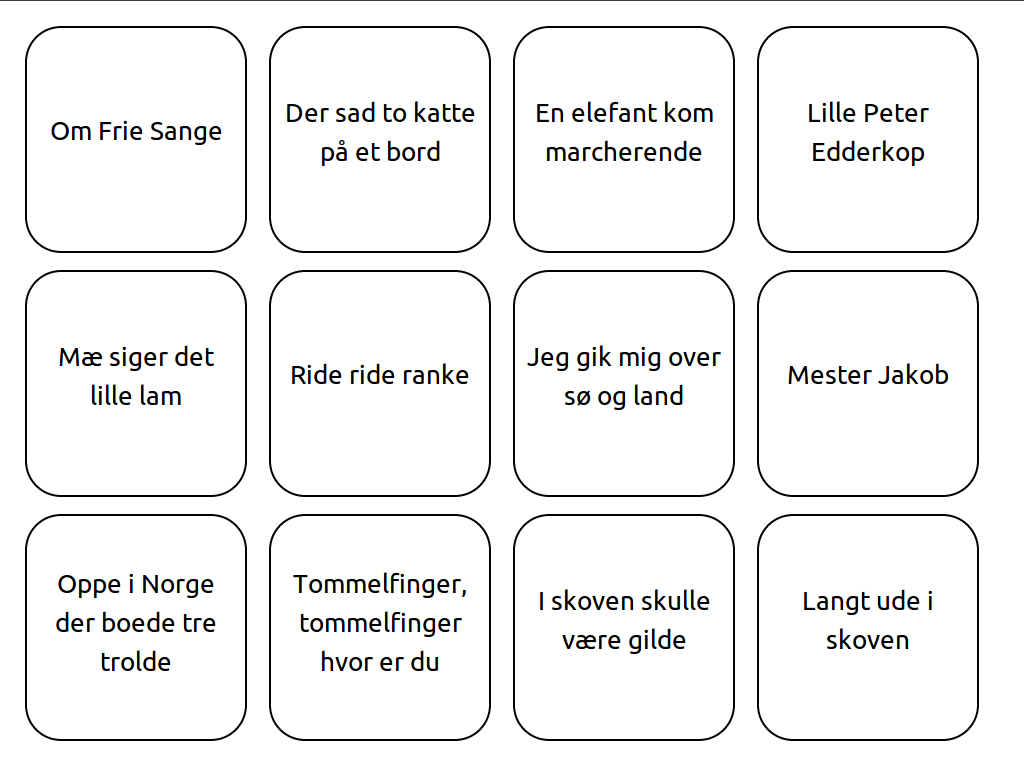 Om Frie Sange
Der sad to katte
på et bord
En elefant kom
marcherende
Lille Peter
Edderkop
Mæ siger det
lille lam
Ride ride ranke
Jeg gik mig over
sø og land
Mester Jakob
Oppe i Norge
der boede tre
trolde
Tommelfinger,
tommelfinger
hvor er du
I skoven skulle
være gilde
Langt ude i
skoven